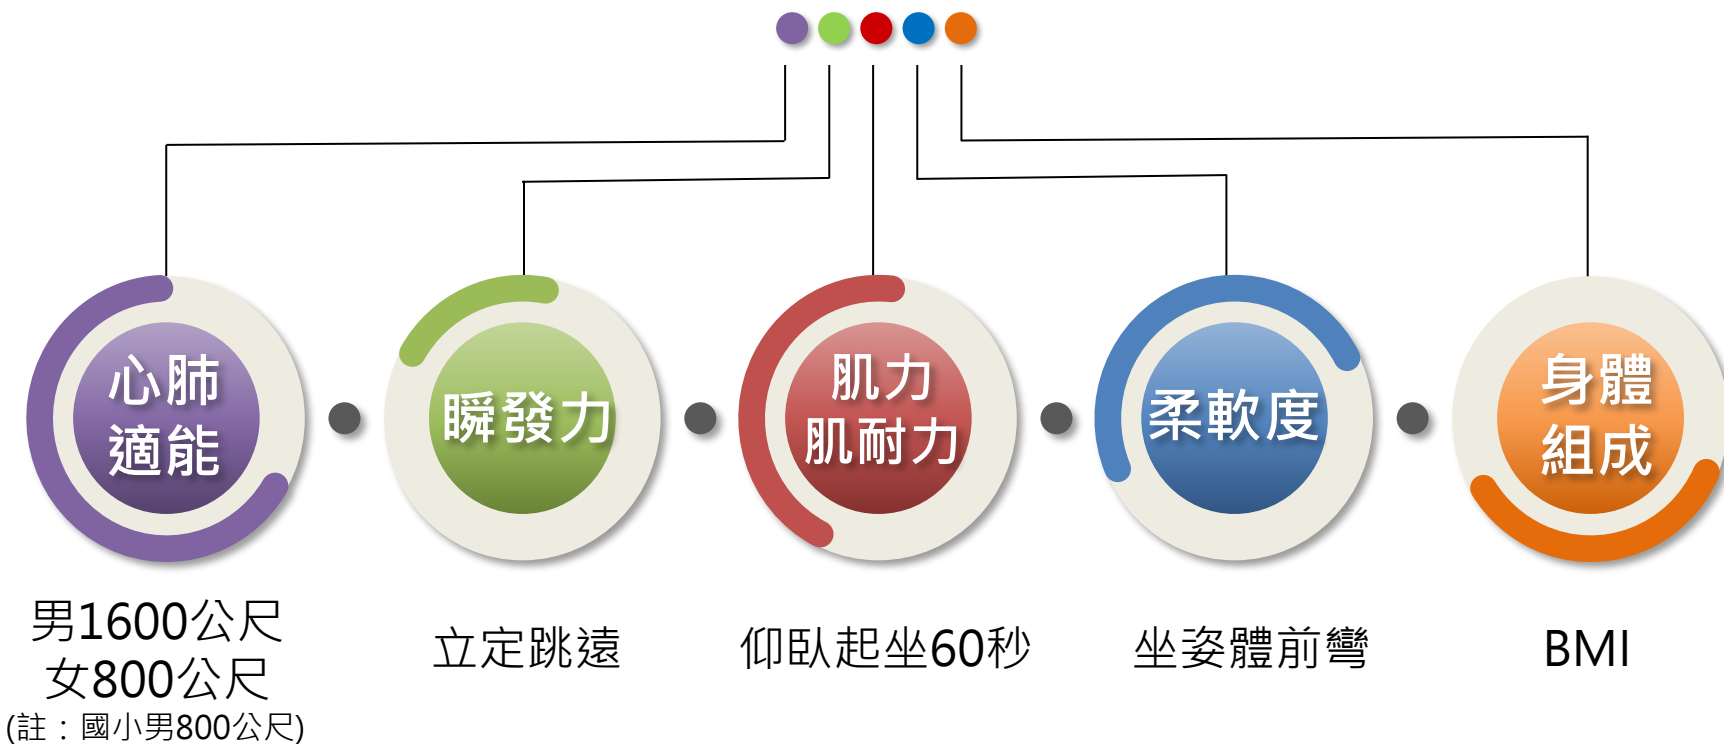 心肺
適能
瞬發力
肌力
肌耐力
柔軟度
身體
組成
男1600公尺
女800公尺
(註：國小男800公尺)
立定跳遠
仰臥起坐60秒
坐姿體前彎
BMI